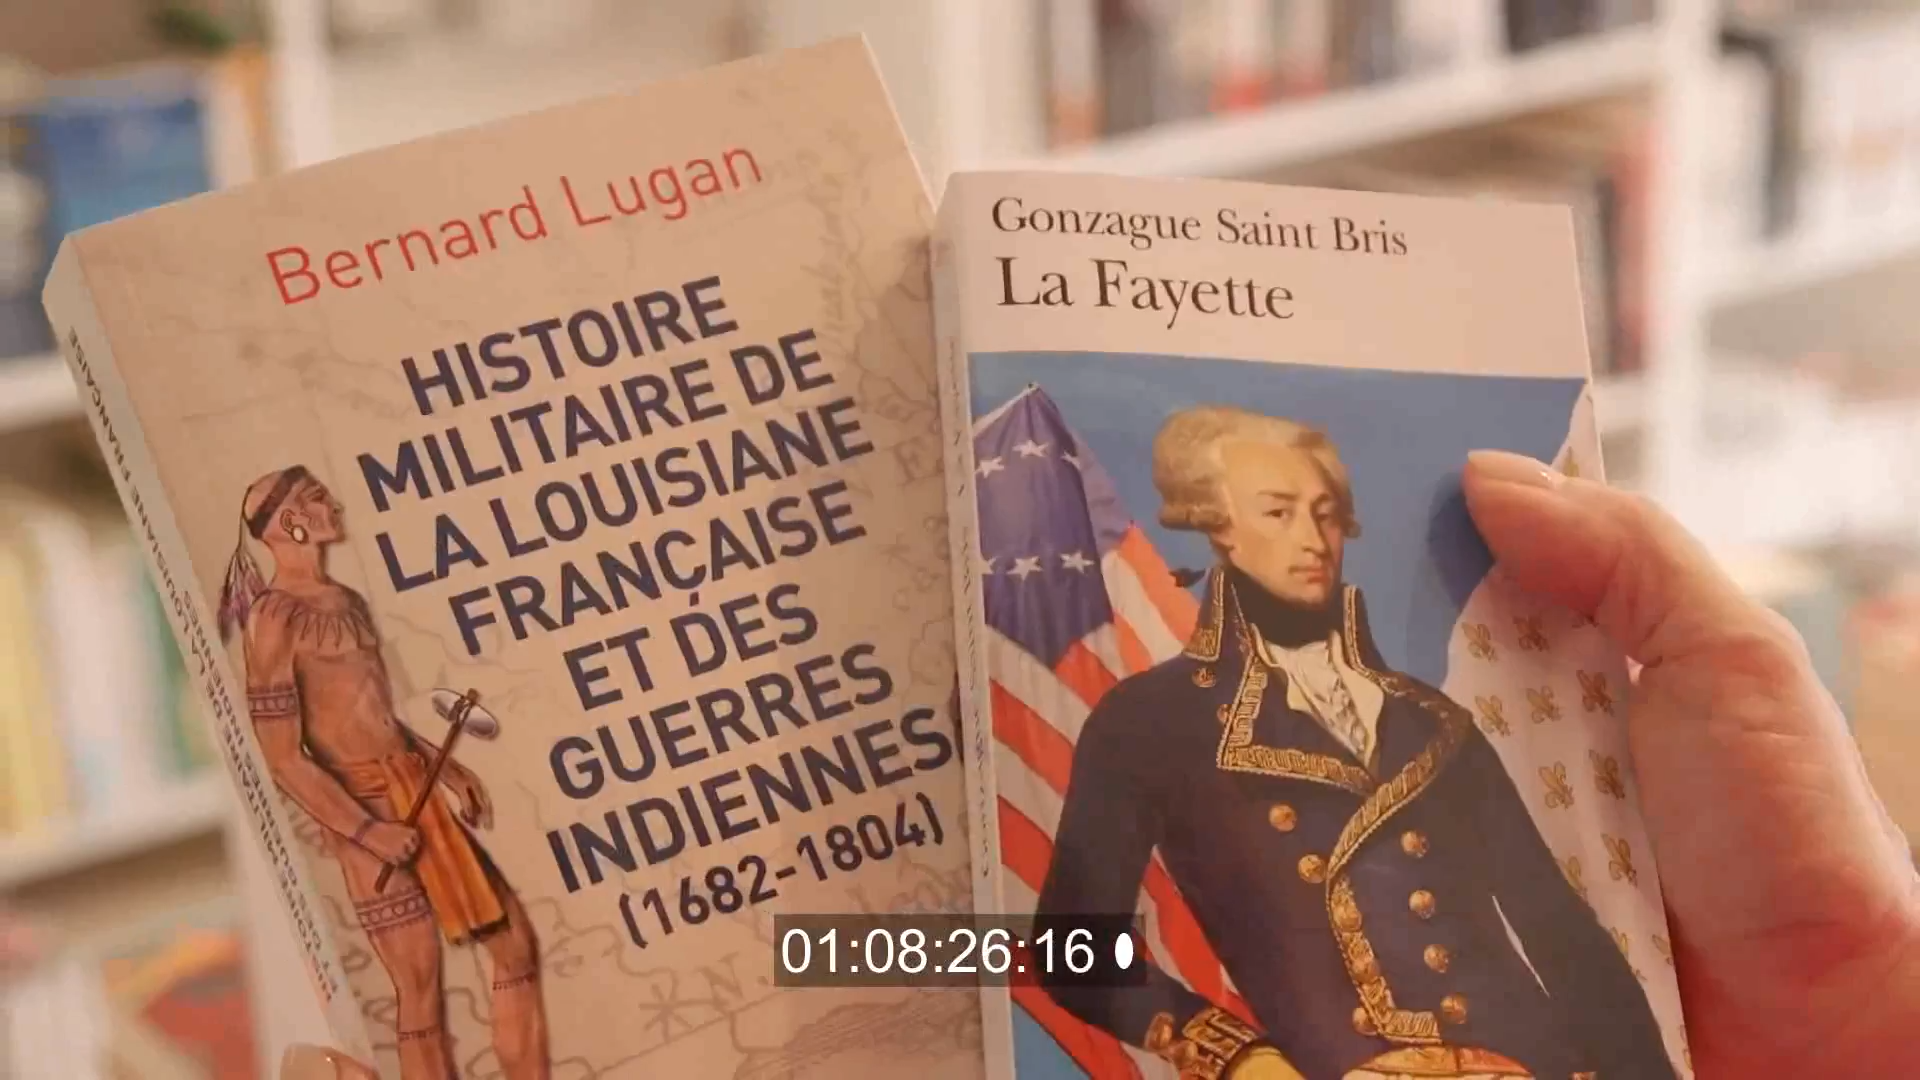 Bernard Lugan
HISTOIRE
MILITAIRE DE
LA LOUISIANE
FRANÇAISE
ET DES
GUERRES
INDIENNES
(1682-1804)
Gonzague Saint Bris
La Fayette
01:08:26:16